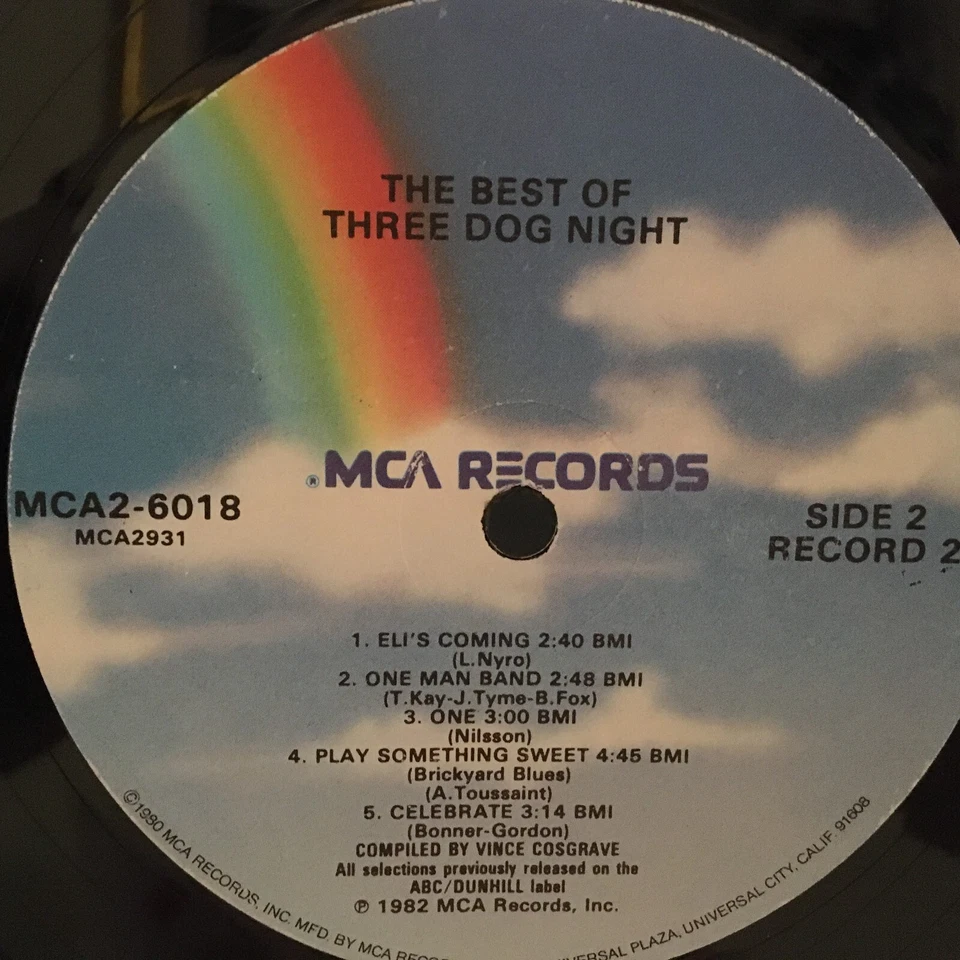 THE BEST OF
THREE DOG NIGHT
®MCA RECORDS
MCA2-6018
MCA2931
SIDE 2
RECORD 2
1. ELI'S COMING 2:40 BMI
(L.Nyro)
2. ONE MAN BAND 2:48 BMI
(T.Kay-J.Tyme-B.Fox)
3. ONE 3:00 BMI
(Nilsson)
4. PLAY SOMETHING SWEET 4:45 BMI
(Brickyard Blues)
(A.Toussaint)
5. CELEBRATE 3:14 BMI
(Bonner-Gordon)
COMPILED BY VINCE COSGRAVE
All selections previously released on the
ABC/DUNHILL label
℗ 1982 MCA Records, Inc.
©1980 MCA RECORDS, INC. MFD. BY MCA PLAZA, UNIVERSAL CITY, CALIF. 91608